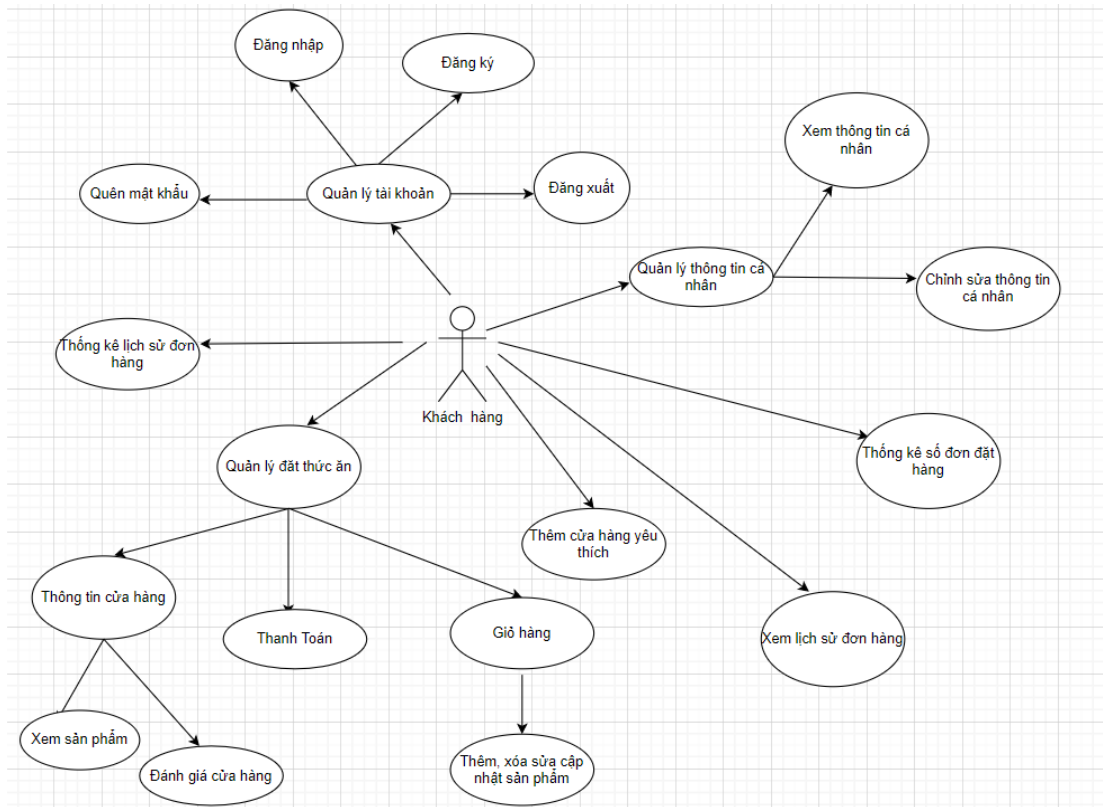 Đăng nhập
Đăng ký
Xem thông tin cá
nhân
Quên mật khẩu
Quản lý tài khoản
Đăng xuất
Quản lý thông tin cá
nhân
Chỉnh sửa thông tin
cá nhân
Thống kê lịch sử đơn
hàng
Khách hàng
Quản lý đăt thức ăn
Thống kê số đơn đặt
hàng
Thêm cửa hàng yêu
thích
Thông tin cửa hàng
Thanh Toán
Giỏ hàng
Xem lịch sử đơn hàng
Xem sản phẩm
Đánh giá cửa hàng
Thêm, xóa sửa cập
nhật sản phẩm